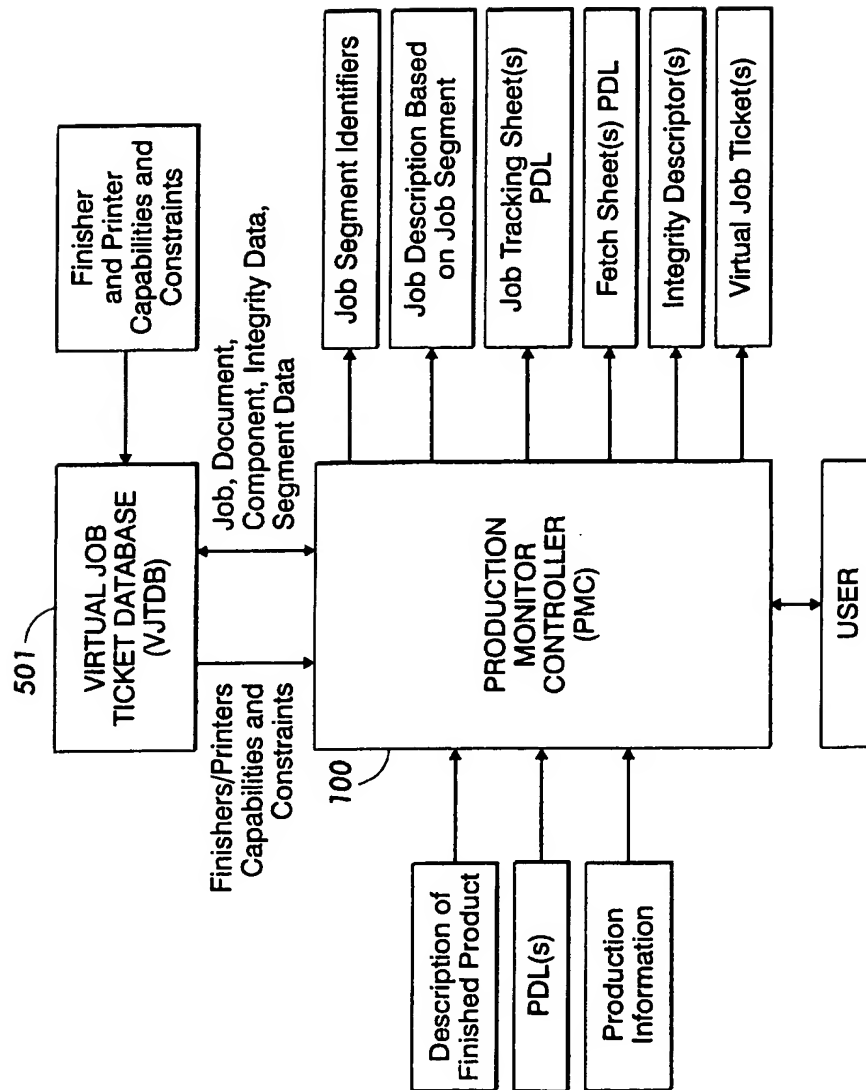 501
VIRTUAL JOB
TICKET DATABASE
(VJTDB)
Finisher
and Printer
Capabilities and
Constraints
Finishers/Printers
Capabilities and
Constraints
Job, Document,
Component, Integrity Data,
Segment Data
100
Description of
Finished Product
PDL(s)
Production
Information
PRODUCTION
MONITOR
CONTROLLER
(PMC)
Job Segment Identifiers
Job Description Based
on Job Segment
Job Tracking Sheet(s)
PDL
Fetch Sheet(s) PDL
Integrity Descriptor(s)
Virtual Job Ticket(s)
USER